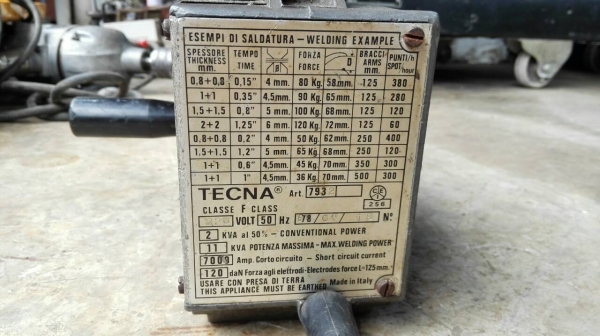 ESEMPI DI SALDATURA – WELDING EXAMPLE
SPESSORE THICKNESS mm. TEMPO TIME FORZA FORCE D BRACCI ARMS mm. PUNTI/h SPOT/hour
0.8+0.8 0,15" 4 mm. 80 Kg. 58 mm. 125 380
1+1 0,35" 4,5 mm. 90 Kg. 65 mm. 125 280
1,5+1,5 0,8" 5 mm. 100 Kg. 68 mm. 125 120
2+2 1,25" 6 mm. 120 Kg. 72 mm. 125 60
0.8+0.8 0,2" 4 mm. 50 Kg. 62 mm. 250 400
1,5+1,5 1,2" 5 mm. 65 Kg. 68 mm. 250 120
1+1 0,6" 4,5 mm. 45 Kg. 70 mm. 350 300
1+1 1" 4,5 mm. 36 Kg. 70 mm. 500 300
TECNA® Art. 793 CEI
256
CLASSE F CLASS
VOLT 50 Hz 78/ N°
2 KVA al 50% – CONVENTIONAL POWER
11 KVA POTENZA MASSIMA – MAX. WELDING POWER
7000 Amp. Corto circuito – Short circuit current
120 daN Forza agli elettrodi-Electrodes force L=125 mm.
USARE CON PRESA DI TERRA Made in Italy
THIS APPLIANCE MUST BE EARTHED